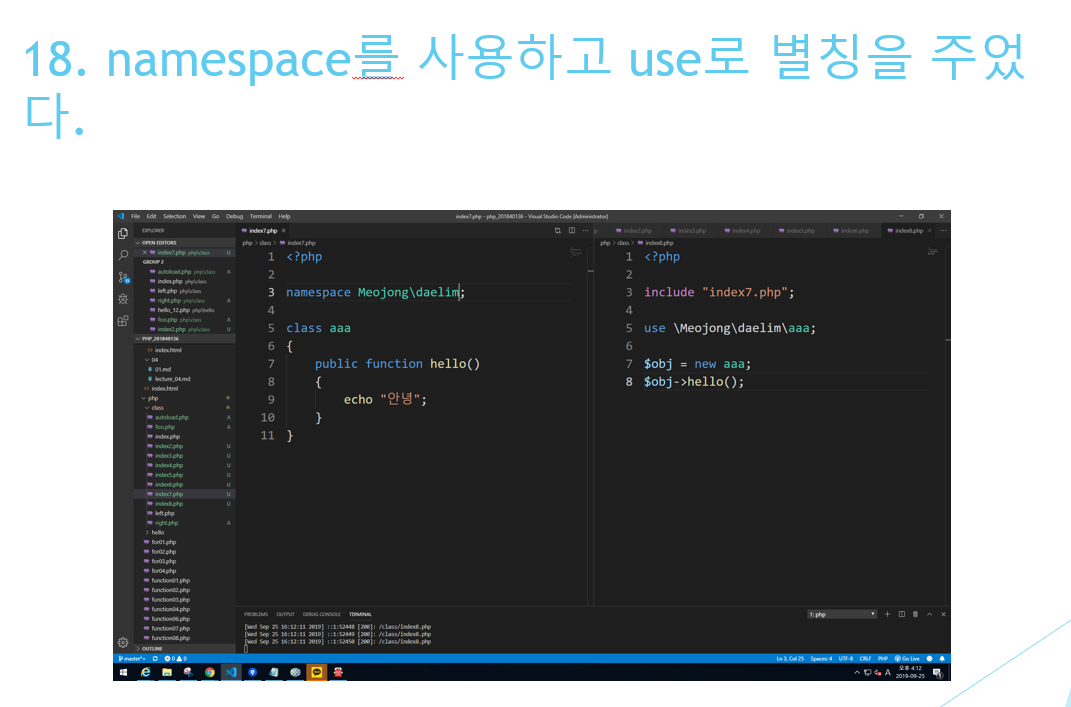 18. namespace를 사용하고 use로 별칭을 주었
다.
File Edit Selection View Go Debug Terminal Help
index7.php - php_201840136 - Visual Studio Code [Administrator]
EXPLORER
OPEN EDITORS
index7.php php\class U
GROUP 2
autoload.php php\class A
index.php php\class
left.php php\class
right.php php\class A
hello_12.php php\hello
foo.php php\class A
index2.php php\class U
PHP_201840136
index.html
04
01.md
lecture_04.md
index.html
php
class
autoload.php A
foo.php A
index.php
index2.php U
index3.php U
index4.php U
index5.php U
index6.php U
index7.php U
index8.php U
left.php
right.php A
hello
for01.php
for02.php
for03.php
for04.php
function01.php
function02.php
function03.php
function04.php
function06.php
function07.php
function08.php
OUTLINE
index7.php
php > class > index7.php
1 <?php
2
3 namespace Meojong\daelim;
4
5 class aaa
6 {
7 public function hello()
8 {
9 echo "안녕";
10 }
11 }
index2.php index3.php index4.php index5.php index6.php index8.php
php > class > index8.php
1 <?php
2
3 include "index7.php";
4
5 use \Meojong\daelim\aaa;
6
7 $obj = new aaa;
8 $obj->hello();
PROBLEMS OUTPUT DEBUG CONSOLE TERMINAL
1: php
[Wed Sep 25 16:12:11 2019] ::1:52448 [200]: /class/index8.php
[Wed Sep 25 16:12:11 2019] ::1:52449 [200]: /class/index8.php
[Wed Sep 25 16:12:11 2019] ::1:52450 [200]: /class/index8.php
master*+ 0 0 Ln 3, Col 25 Spaces: 4 UTF-8 CRLF PHP Go Live
A 오후 4:12
2019-09-25